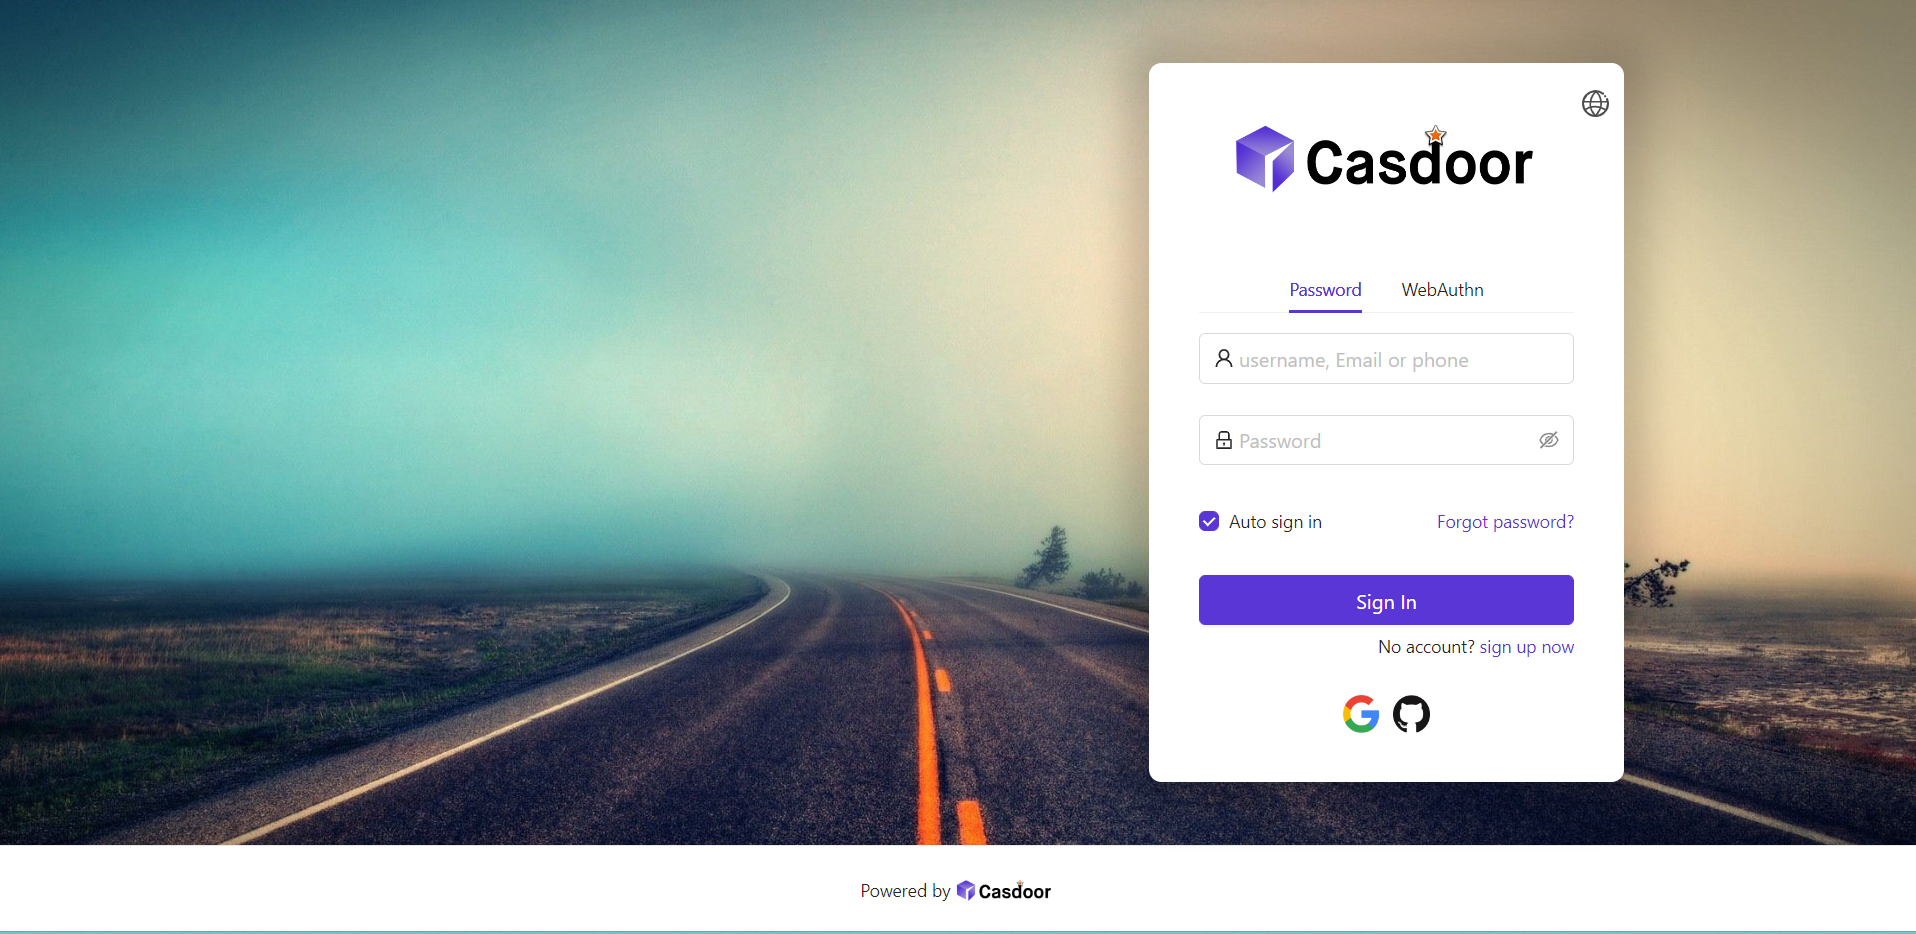 Casdoor
Password WebAuthn
username, Email or phone
Password
Auto sign in Forgot password?
Sign In
No account? sign up now
Powered by Casdoor